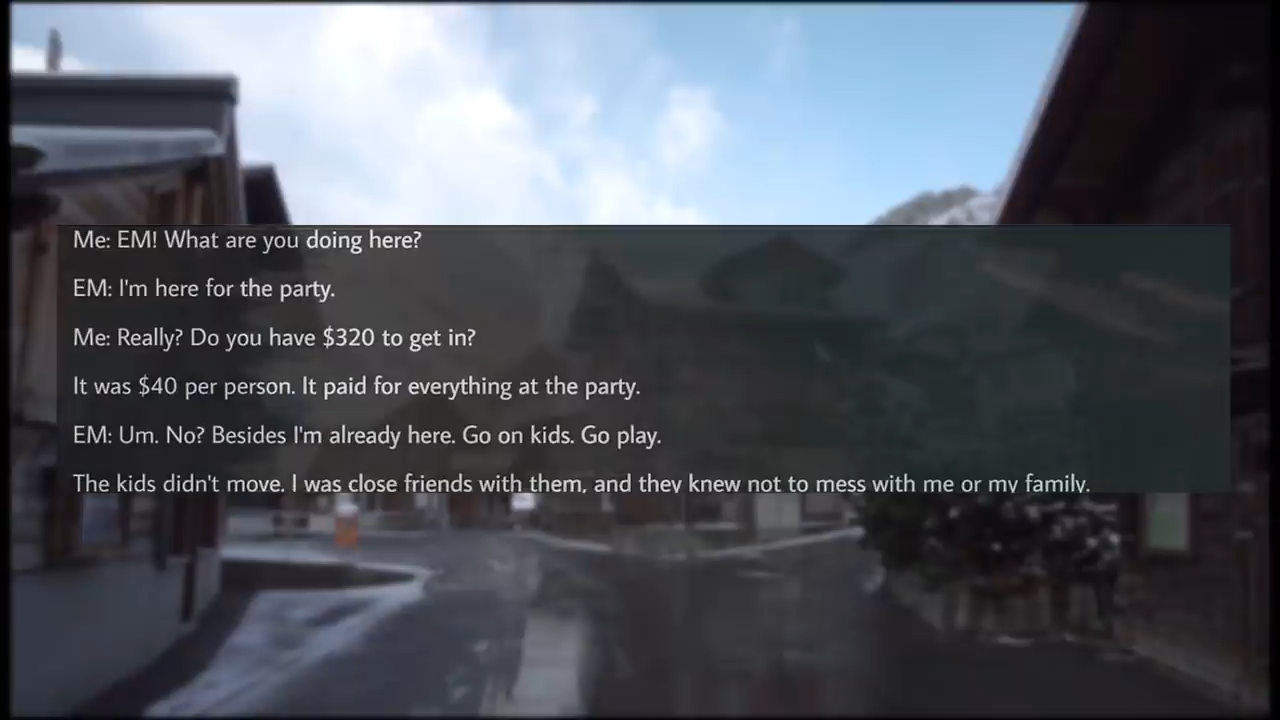 Me: EM! What are you doing here?
EM: I'm here for the party.
Me: Really? Do you have $320 to get in?
It was $40 per person. It paid for everything at the party.
EM: Um. No? Besides I'm already here. Go on kids. Go play.
The kids didn't move. I was close friends with them, and they knew not to mess with me or my family.